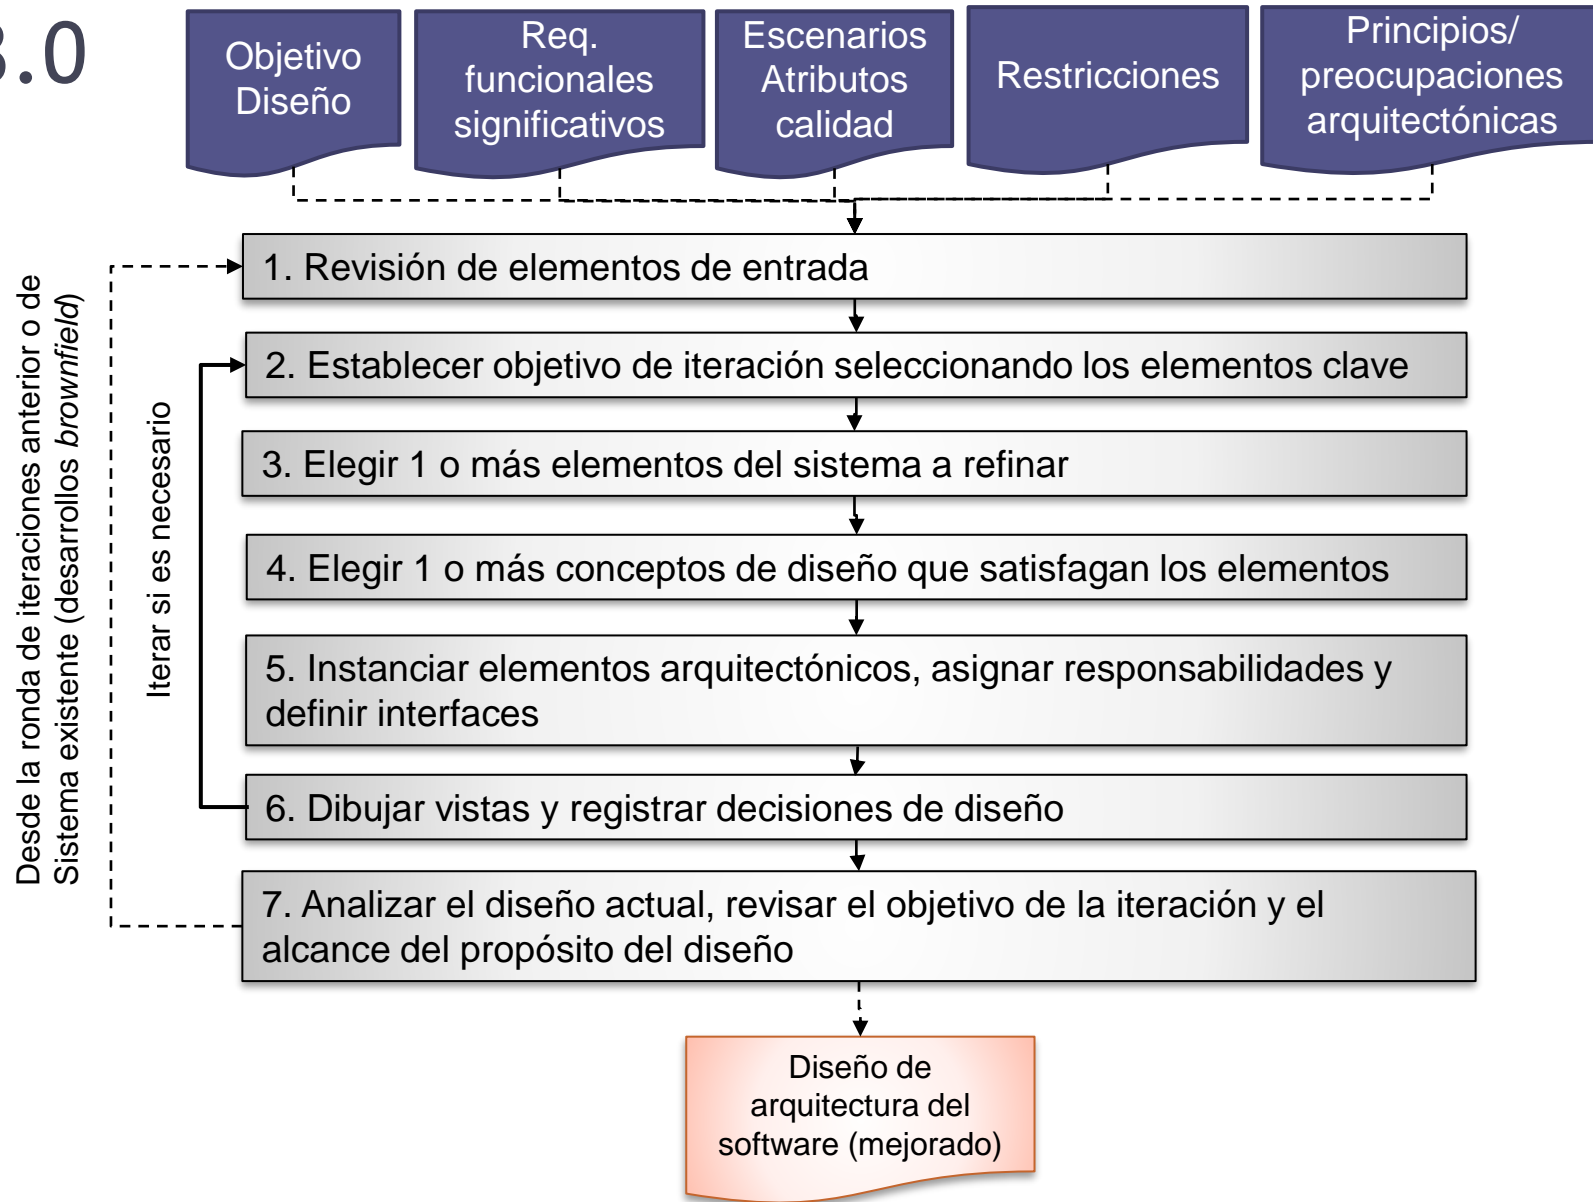 3.0
Objetivo
Diseño
Req.
funcionales
significativos
Escenarios
Atributos
calidad
Restricciones
Principios/
preocupaciones
arquitectónicas
1. Revisión de elementos de entrada
2. Establecer objetivo de iteración seleccionando los elementos clave
3. Elegir 1 o más elementos del sistema a refinar
4. Elegir 1 o más conceptos de diseño que satisfagan los elementos
5. Instanciar elementos arquitectónicos, asignar responsabilidades y
definir interfaces
6. Dibujar vistas y registrar decisiones de diseño
7. Analizar el diseño actual, revisar el objetivo de la iteración y el
alcance del propósito del diseño
Desde la ronda de iteraciones anterior o de
Sistema existente (desarrollos brownfield)
Iterar si es necesario
Diseño de
arquitectura del
software (mejorado)